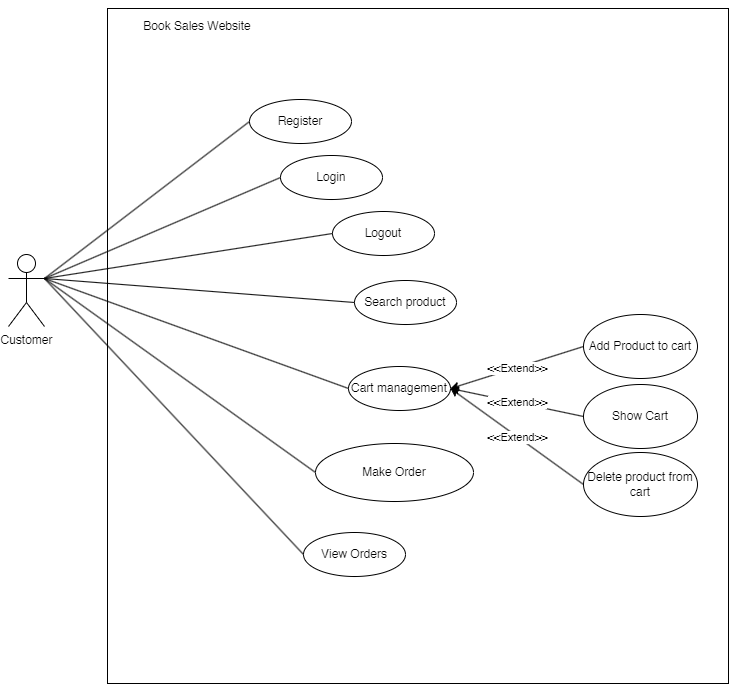 Book Sales Website
Register
Login
Logout
Search product
Customer
Add Product to cart
<<Extend>>
Cart management
<<Extend>>
Show Cart
<<Extend>>
Make Order
Delete product from
cart
View Orders